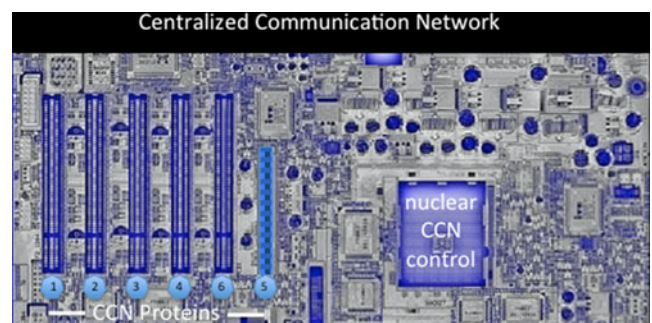 Centralized Communication Network
nuclear
CCN
control
1 2 3 4 6 5
CCN Proteins